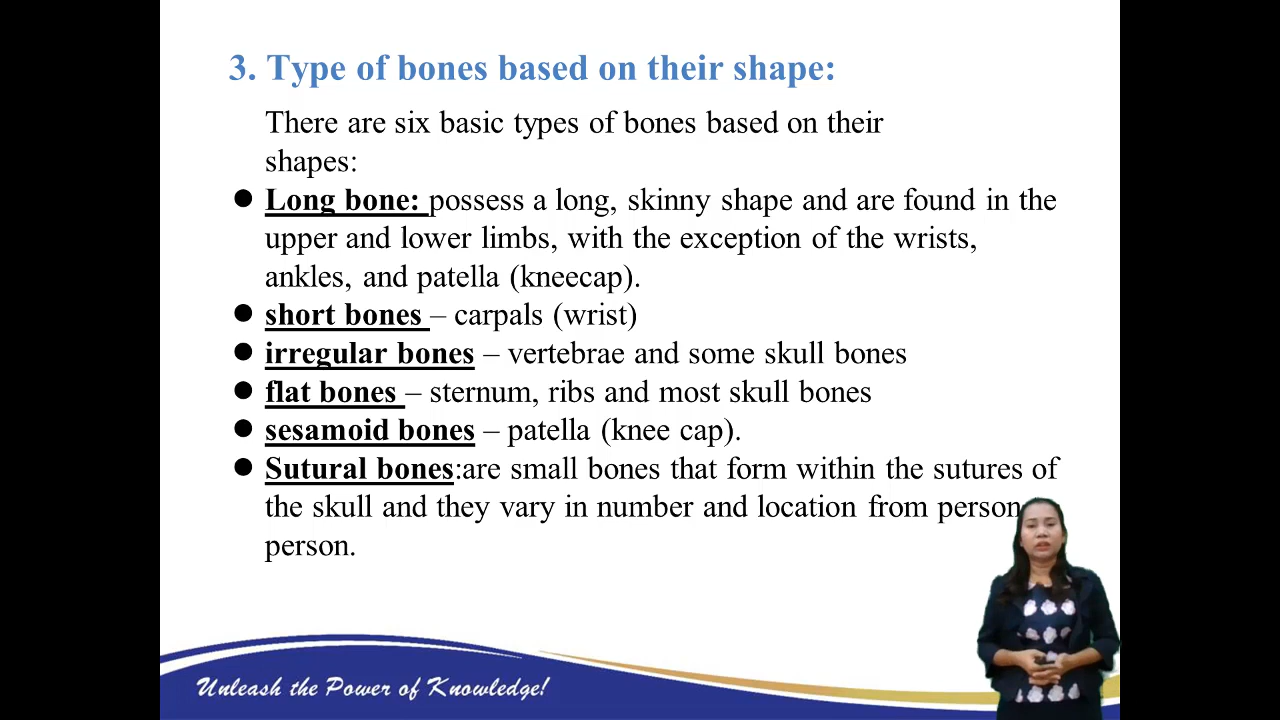 3. Type of bones based on their shape:
There are six basic types of bones based on their
shapes:
● Long bone: possess a long, skinny shape and are found in the
upper and lower limbs, with the exception of the wrists,
ankles, and patella (kneecap).
● short bones – carpals (wrist)
● irregular bones – vertebrae and some skull bones
● flat bones – sternum, ribs and most skull bones
● sesamoid bones – patella (knee cap).
● Sutural bones:are small bones that form within the sutures of
the skull and they vary in number and location from person
person.
Unleash the Power of Knowledge!